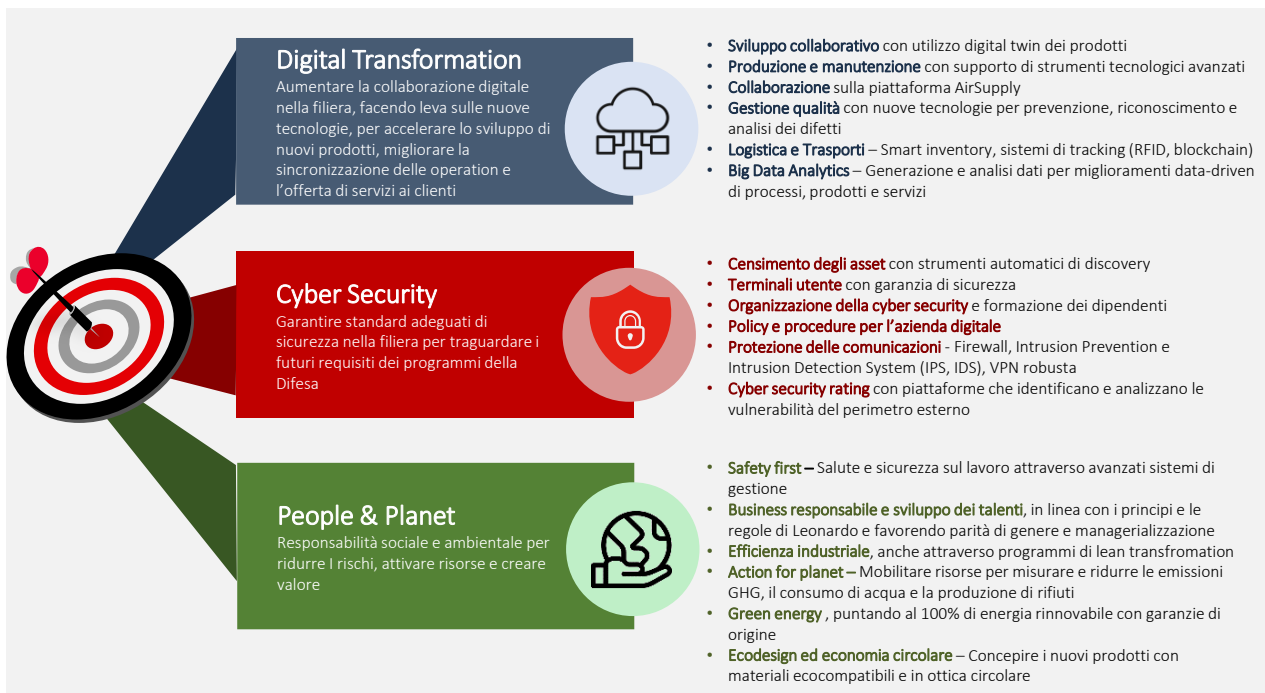 Digital Transformation
Aumentare la collaborazione digitale
nella filiera, facendo leva sulle nuove
tecnologie, per accelerare lo sviluppo di
nuovi prodotti, migliorare la
sincronizzazione delle operation e
l'offerta di servizi ai clienti
• Sviluppo collaborativo con utilizzo digital twin dei prodotti
• Produzione e manutenzione con supporto di strumenti tecnologici avanzati
• Collaborazione sulla piattaforma AirSupply
• Gestione qualità con nuove tecnologie per prevenzione, riconoscimento e
analisi dei difetti
• Logistica e Trasporti – Smart inventory, sistemi di tracking (RFID, blockchain)
• Big Data Analytics – Generazione e analisi dati per miglioramenti data-driven
di processi, prodotti e servizi
Cyber Security
Garantire standard adeguati di
sicurezza nella filiera per traguardare i
futuri requisiti dei programmi della
Difesa
• Censimento degli asset con strumenti automatici di discovery
• Terminali utente con garanzia di sicurezza
• Organizzazione della cyber security e formazione dei dipendenti
• Policy e procedure per l'azienda digitale
• Protezione delle comunicazioni - Firewall, Intrusion Prevention e
Intrusion Detection System (IPS, IDS), VPN robusta
• Cyber security rating con piattaforme che identificano e analizzano le
vulnerabilità del perimetro esterno
People & Planet
Responsabilità sociale e ambientale per
ridurre I rischi, attivare risorse e creare
valore
• Safety first – Salute e sicurezza sul lavoro attraverso avanzati sistemi di
gestione
• Business responsabile e sviluppo dei talenti, in linea con i principi e le
regole di Leonardo e favorendo parità di genere e managerializzazione
• Efficienza industriale, anche attraverso programmi di lean transfromation
• Action for planet – Mobilitare risorse per misurare e ridurre le emissioni
GHG, il consumo di acqua e la produzione di rifiuti
• Green energy , puntando al 100% di energia rinnovabile con garanzie di
origine
• Ecodesign ed economia circolare – Concepire i nuovi prodotti con
materiali ecocompatibili e in ottica circolare